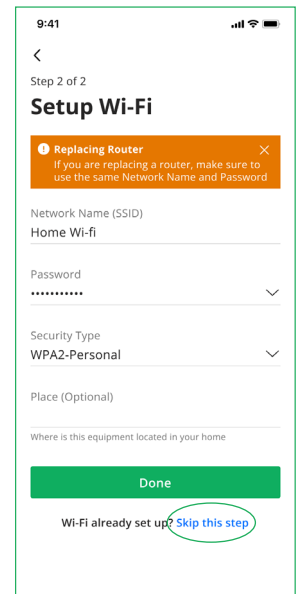 9:41
Step 2 of 2
Setup Wi-Fi
Replacing Router
If you are replacing a router, make sure to
use the same Network Name and Password
Network Name (SSID)
Home Wi-fi
Password
•••••••••••
Security Type
WPA2-Personal
Place (Optional)
Where is this equipment located in your home
Done
Wi-Fi already set up? Skip this step